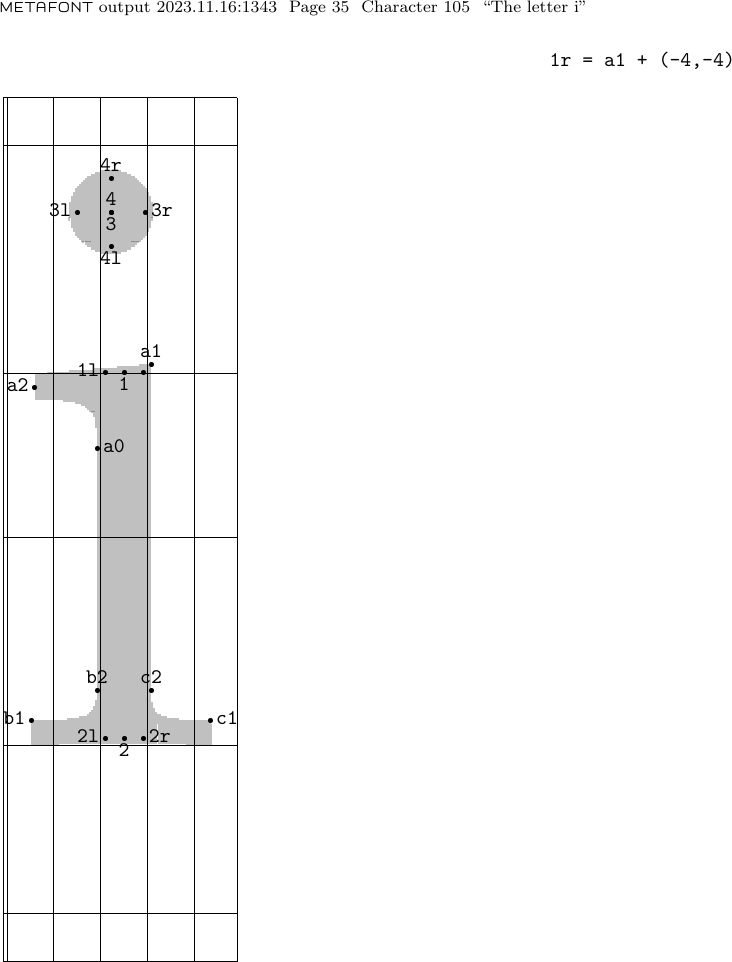 METAFONT output 2023.11.16:1343 Page 35 Character 105 “The letter i”
1r = a1 + (-4,-4)
4r
4
3l 3r
3
4l
a1
1l
1
a2
a0
b2 c2
b1 c1
2l 2r
2